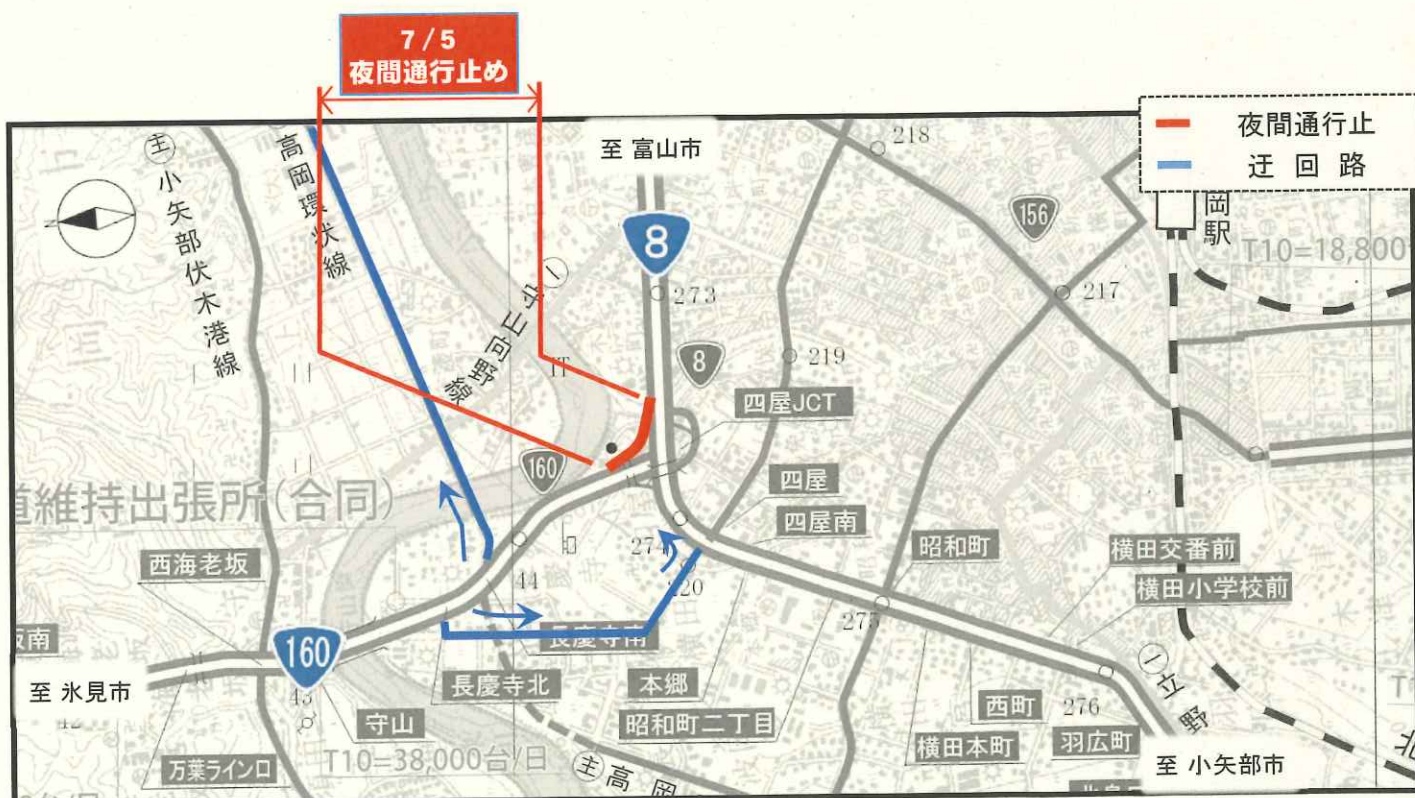 7/5
夜間通行止め
夜間通行止
迂回路
至 富山市
㊤小矢部伏木港線
高岡環状線
㊀守山向野線
8
273
8
219
218
156
217
岡駅
T10=18,800
四屋JCT
160
四屋
四屋南
道維持出張所(合同)
西海老坂
274
220
44
昭和町
横田交番前
横田小学校前
275
160
長慶寺南
至 氷見市
長慶寺北
本郷
昭和町二丁目
守山
43
42
西町
276
立野
横田本町
羽広町
万葉ライン口
T10=38,000台/日
㊤高岡
至 小矢部市